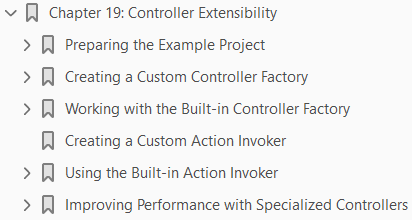 Chapter 19: Controller Extensibility
Preparing the Example Project
Creating a Custom Controller Factory
Working with the Built-in Controller Factory
Creating a Custom Action Invoker
Using the Built-in Action Invoker
Improving Performance with Specialized Controllers